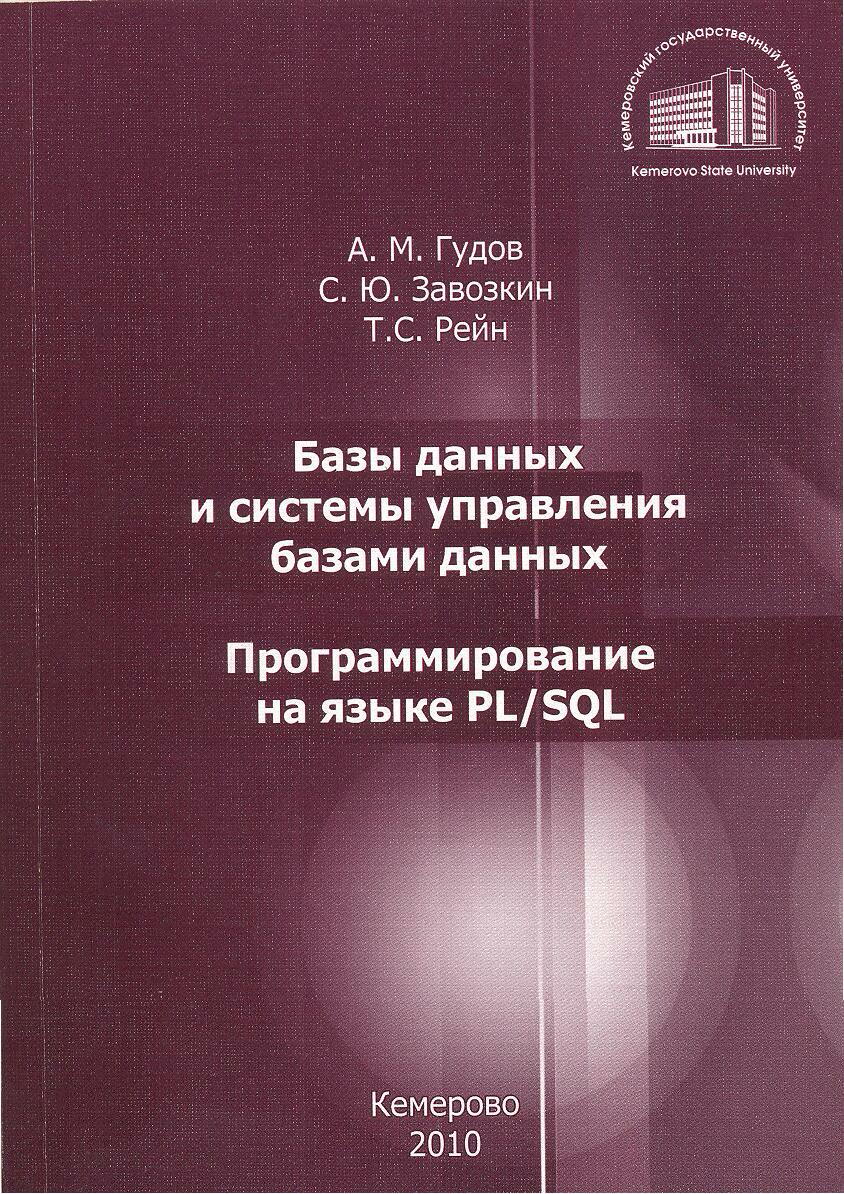 Кемеровский государственный университет
Kemerovo State University
А. М. Гудов
С. Ю. Завозкин
Т.С. Рейн
Базы данных
и системы управления
базами данных
Программирование
на языке PL/SQL
Кемерово
2010